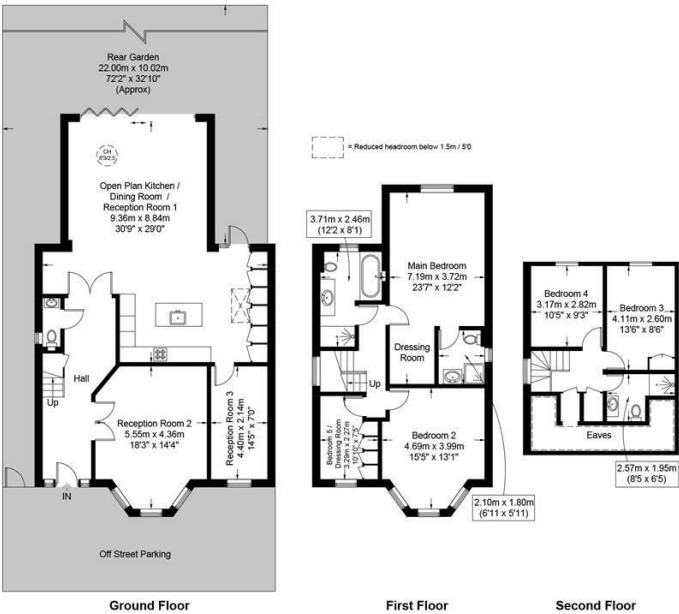 Rear Garden
22.00m x 10.02m
72'2" x 32'10"
(Approx)
= Reduced headroom below 1.5m / 5'0
CH
Open Plan Kitchen /
Dining Room /
Reception Room 1
9.36m x 8.84m
30'9" x 29'0"
Hall
Up
Reception Room 2
5.55m x 4.36m
18'3" x 14'4"
Reception Room 3
4.40m x 2.14m
14'5" x 7'0"
IN
Off Street Parking
Ground Floor
3.71m x 2.46m
(12'2 x 8'1)
Main Bedroom
7.19m x 3.72m
23'7" x 12'2"
Dressing
Room
Up
Bedroom 5 /
Dressing Room
3.29m x 2.27m
10'10" x 7'5"
Bedroom 2
4.69m x 3.99m
15'5" x 13'1"
2.10m x 1.80m
(6'11 x 5'11)
First Floor
Bedroom 4
3.17m x 2.82m
10'5" x 9'3"
Bedroom 3
4.11m x 2.60m
13'6" x 8'6"
Eaves
2.57m x 1.95m
(8'5 x 6'5)
Second Floor